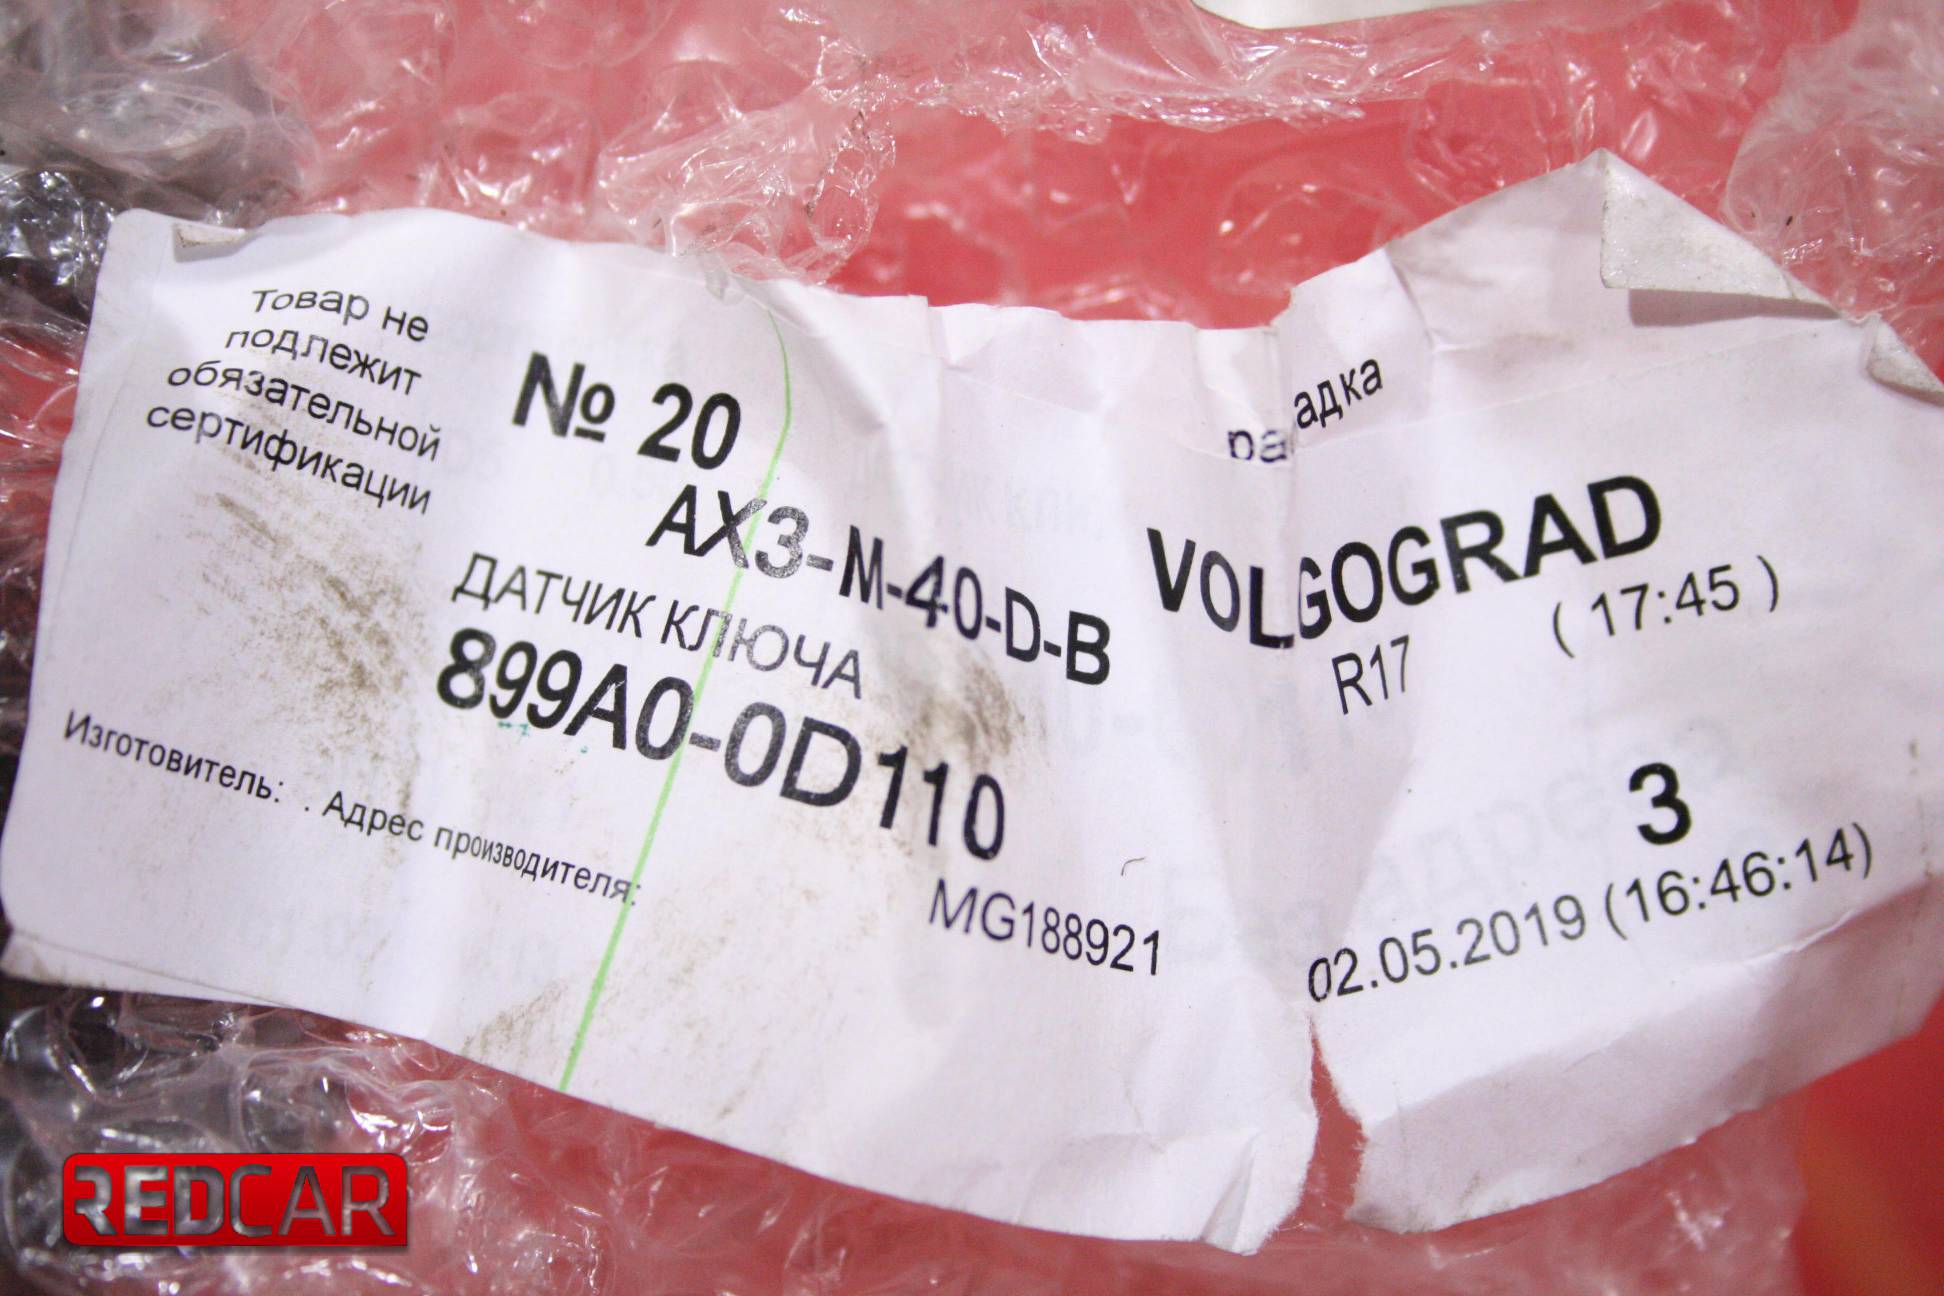 Товар не
подлежит
обязательной
сертификации
№ 20
AX3-M-40-D-B
ДАТЧИК КЛЮЧА
899A0-0D110
Изготовитель: . Адрес производителя:
MG188921
VOLGOGRAD
R17 ( 17:45 )
3
02.05.2019 (16:46:14)
REDCAR